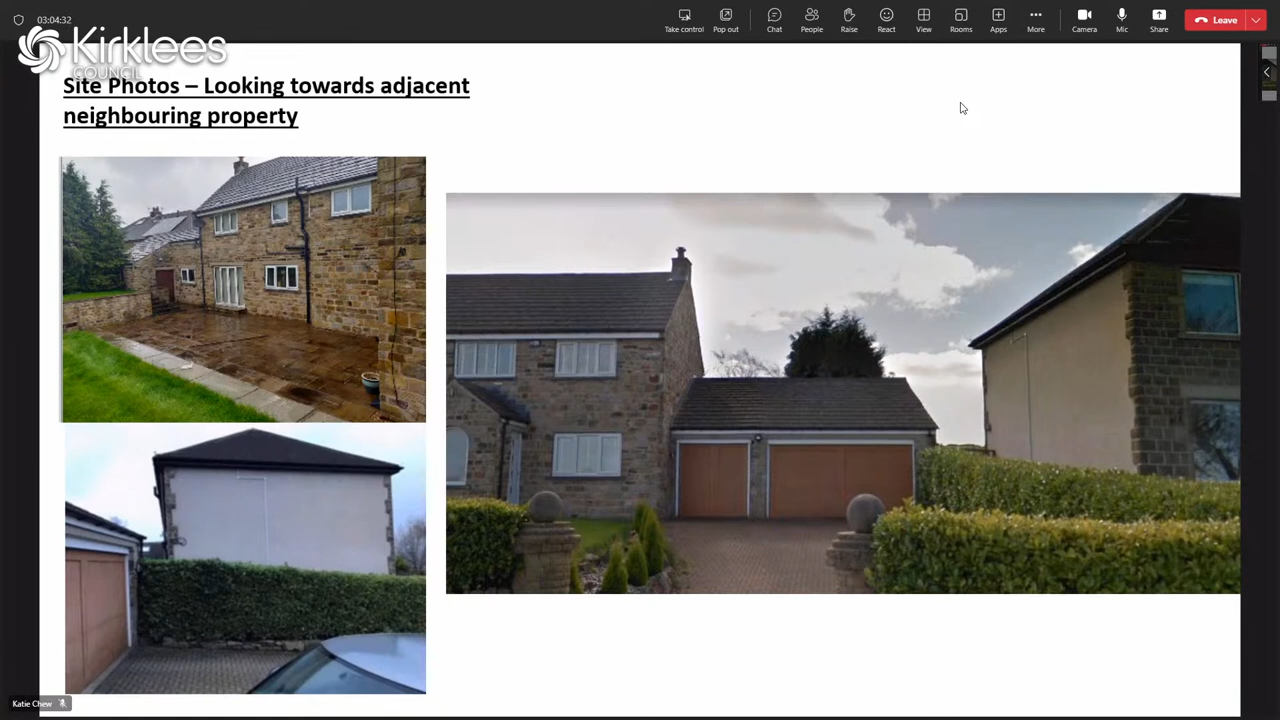 03:04:32
Take control
Pop out
Chat
People
Raise
React
View
Rooms
Apps
More
Camera
Mic
Share
Leave
Kirklees
COUNCIL
Site Photos – Looking towards adjacent
neighbouring property
Katie Chew